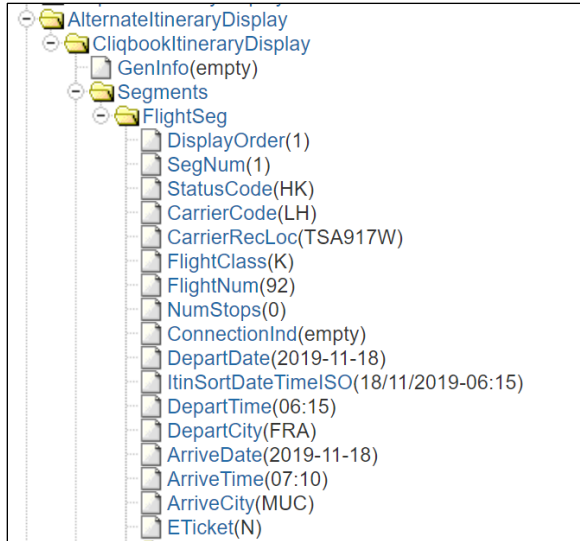 AlternateItineraryDisplay
CliqbookItineraryDisplay
GenInfo(empty)
Segments
FlightSeg
DisplayOrder(1)
SegNum(1)
StatusCode(HK)
CarrierCode(LH)
CarrierRecLoc(TSA917W)
FlightClass(K)
FlightNum(92)
NumStops(0)
ConnectionInd(empty)
DepartDate(2019-11-18)
ItinSortDateTimeISO(18/11/2019-06:15)
DepartTime(06:15)
DepartCity(FRA)
ArriveDate(2019-11-18)
ArriveTime(07:10)
ArriveCity(MUC)
ETicket(N)